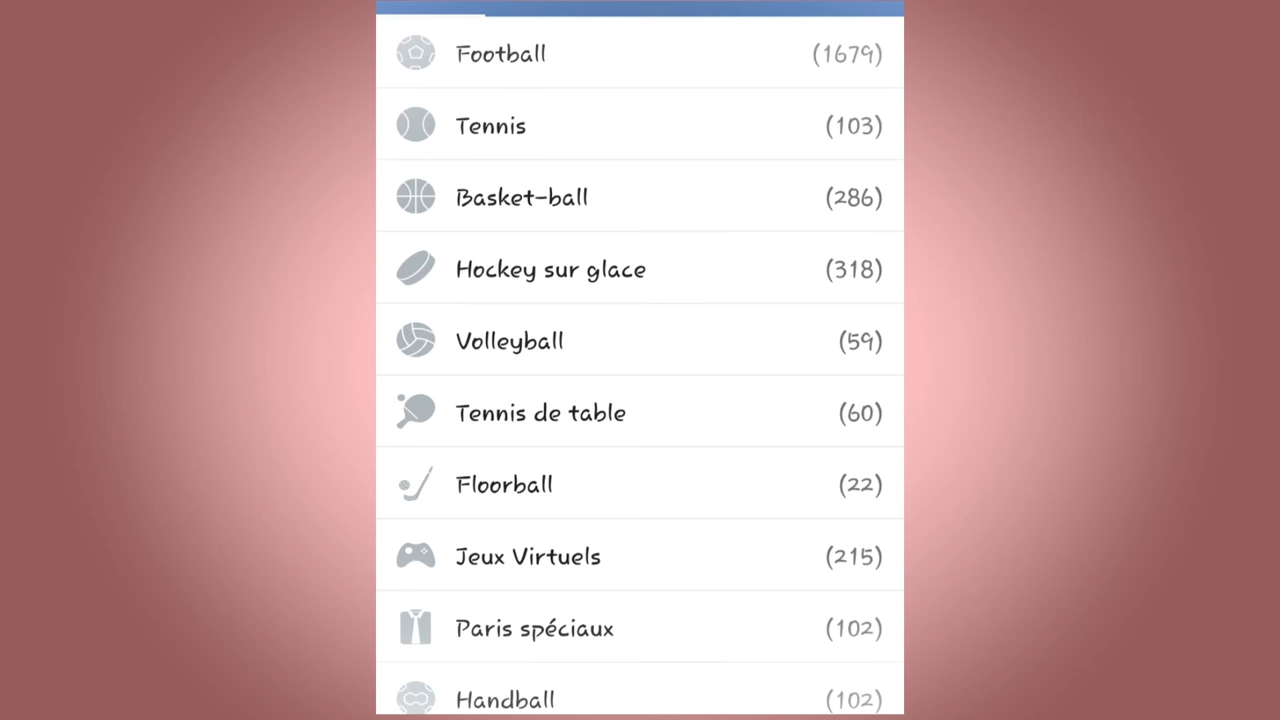 Football (1679)
Tennis (103)
Basket-ball (286)
Hockey sur glace (318)
Volleyball (59)
Tennis de table (60)
Floorball (22)
Jeux Virtuels (215)
Paris spéciaux (102)
Handball (102)